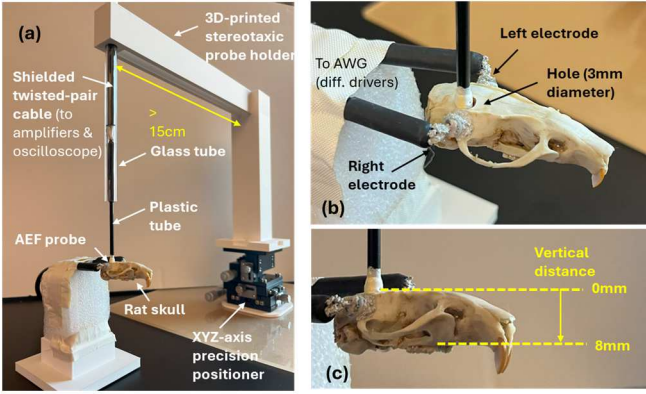 (a)
3D-printed
stereotaxic
probe holder
Shielded
twisted-pair
cable (to
amplifiers &
oscilloscope)
>
15cm
Glass tube
Plastic
tube
AEF probe
Rat skull
XYZ-axis
precision
positioner
Left electrode
To AWG
(diff. drivers)
Hole (3mm
diameter)
Right
electrode
(b)
Vertical
distance
0mm
8mm
(c)